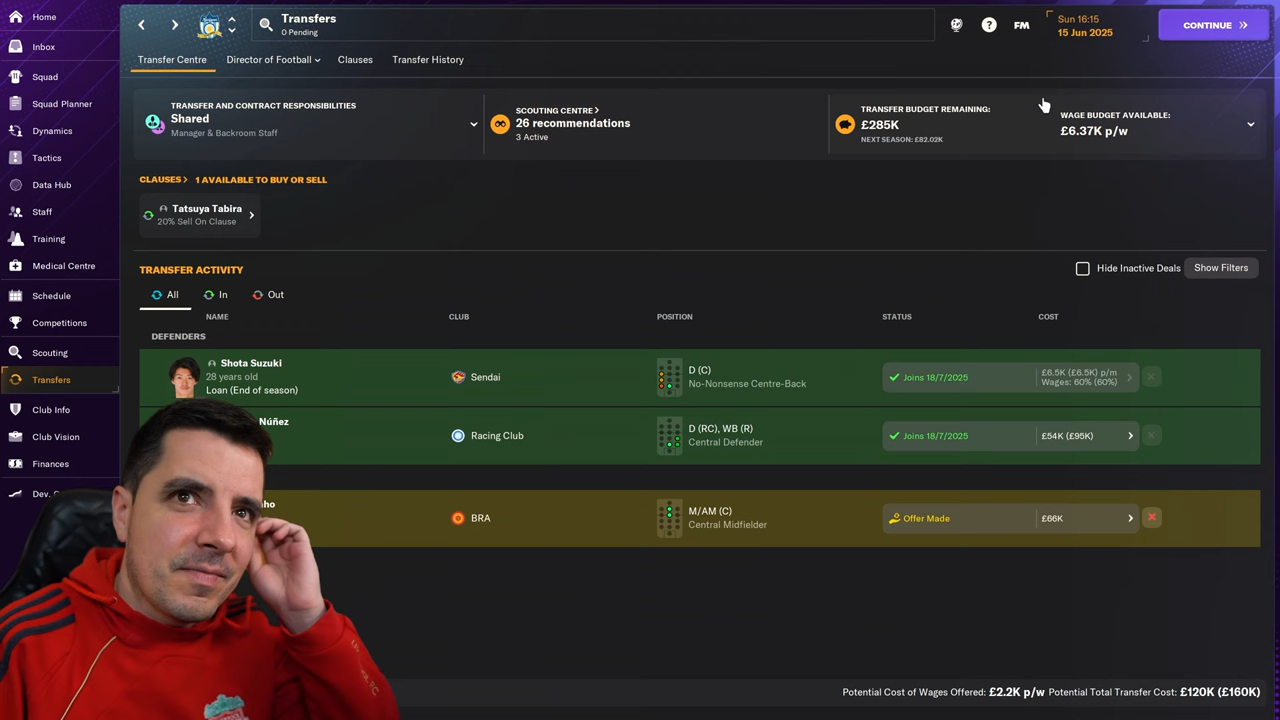 Home
Inbox
Squad
Squad Planner
Dynamics
Tactics
Data Hub
Staff
Training
Medical Centre
Schedule
Competitions
Scouting
Transfers
Club Info
Club Vision
Finances
Dev.
Transfers
0 Pending
FM
Sun 16:15
15 Jun 2025
CONTINUE
Transfer Centre
Director of Football
Clauses
Transfer History
TRANSFER AND CONTRACT RESPONSIBILITIES
Shared
Manager & Backroom Staff
SCOUTING CENTRE >
26 recommendations
3 Active
TRANSFER BUDGET REMAINING:
£285K
NEXT SEASON: £82.02K
WAGE BUDGET AVAILABLE:
£6.37K p/w
CLAUSES > 1 AVAILABLE TO BUY OR SELL
Tatsuya Tabira
20% Sell On Clause
TRANSFER ACTIVITY
Hide Inactive Deals
Show Filters
All In Out
NAME CLUB POSITION STATUS COST
DEFENDERS
Shota Suzuki
28 years old
Loan (End of season)
Sendai
D (C)
No-Nonsense Centre-Back
Joins 18/7/2025
£6.5K (£6.5K) p/m
Wages: 60% (60%)
Núñez
Racing Club
D (RC), WB (R)
Central Defender
Joins 18/7/2025
£54K (£95K)
BRA
M/AM (C)
Central Midfielder
Offer Made
£66K
Potential Cost of Wages Offered: £2.2K p/w Potential Total Transfer Cost: £120K (£160K)